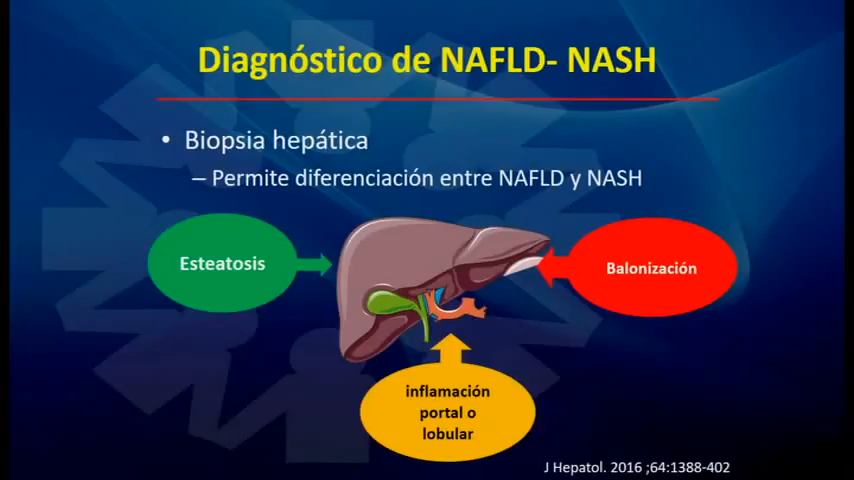 Diagnóstico de NAFLD- NASH
• Biopsia hepática
– Permite diferenciación entre NAFLD y NASH
Esteatosis
Balonización
inflamación
portal o
lobular
J Hepatol. 2016 ;64:1388-402